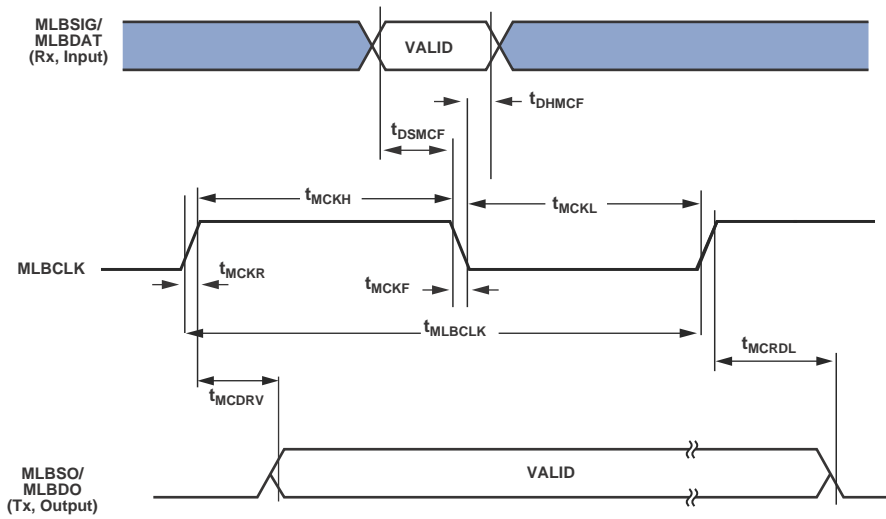 MLBSIG/
MLBDAT
(Rx, Input)
VALID
tDHMCF
tDSMCF
tMCKH
tMCKL
MLBCLK
tMCKR
tMCKF
tMLBCLK
tMCRDL
tMCDRV
MLBSO/
MLBDO
(Tx, Output)
VALID